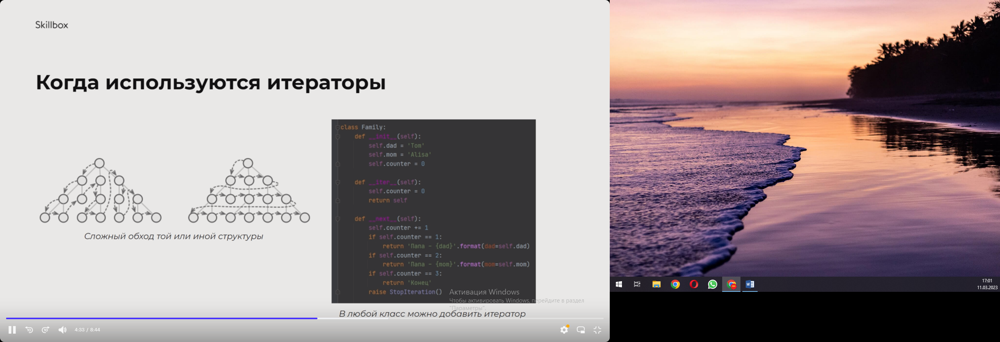 Skillbox
Когда используются итераторы
class Family:
def __init__(self):
self.dad = 'Tom'
self.mom = 'Alisa'
self.counter = 0
def __iter__(self):
self.counter = 0
return self
def __next__(self):
self.counter += 1
if self.counter == 1:
return 'Папа - {dad}'.format(dad=self.dad)
if self.counter == 2:
return 'Папа - {mom}'.format(mom=self.mom)
if self.counter == 3:
return 'Конец'
raise StopIteration()
Сложный обход той или иной структуры
В любой класс можно добавить итератор
Активация Windows
Чтобы активировать Windows, перейдите в раздел
"Параметры".
10
10
4:33 / 8:44
W
17:01
11.03.2023